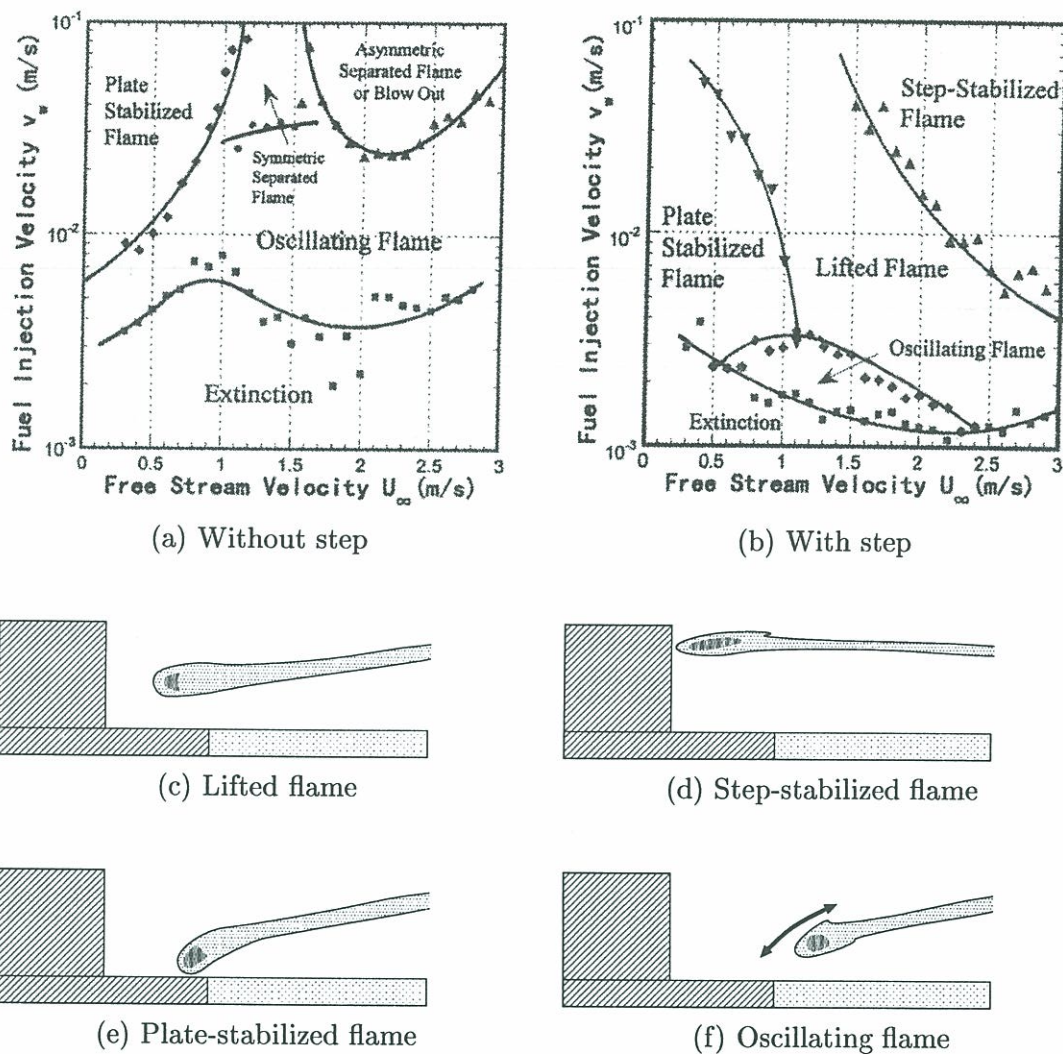 Fuel Injection Velocity v_w (m/s)
10^-1
10^-2
10^-3
Plate
Stabilized
Flame
Asymmetric
Separated Flame
or Blow Out
Symmetric
Separated
Flame
Oscillating Flame
Extinction
0 0.5 1 1.5 2 2.5 3
Free Stream Velocity U∞(m/s)
(a) Without step
Fuel Injection Velocity v_w (m/s)
10^-1
10^-2
10^-3
Step-Stabilized
Flame
Plate
Stabilized
Flame
Lifted Flame
Oscillating Flame
Extinction
0.5 1 1.5 2 2.5 3
Free Stream Velocity U∞(m/s)
(b) With step
(c) Lifted flame
(d) Step-stabilized flame
(e) Plate-stabilized flame
(f) Oscillating flame